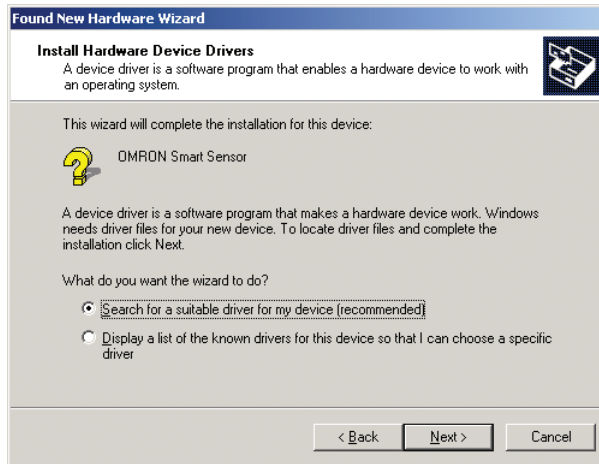 Found New Hardware Wizard
Install Hardware Device Drivers
A device driver is a software program that enables a hardware device to work with
an operating system.
This wizard will complete the installation for this device:
OMRON Smart Sensor
A device driver is a software program that makes a hardware device work. Windows
needs driver files for your new device. To locate driver files and complete the
installation click Next.
What do you want the wizard to do?
Search for a suitable driver for my device (recommended)
Display a list of the known drivers for this device so that I can choose a specific
driver
< Back Next > Cancel